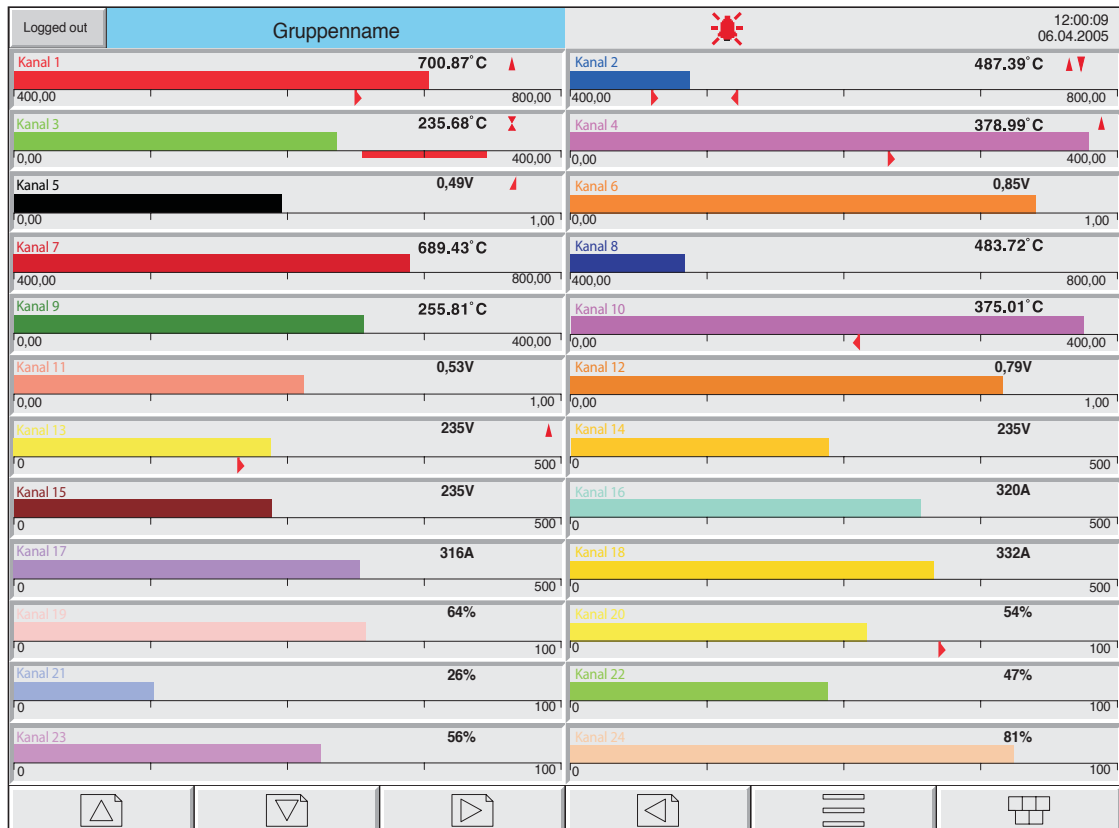 Logged out
Gruppenname
12:00:09
06.04.2005
Kanal 1 700.87°C
400,00 800,00
Kanal 2 487.39°C
400,00 800,00
Kanal 3 235.68°C
0,00 400,00
Kanal 4 378.99°C
0,00 400,00
Kanal 5 0,49V
0,00 1,00
Kanal 6 0,85V
0,00 1,00
Kanal 7 689.43°C
400,00 800,00
Kanal 8 483.72°C
400,00 800,00
Kanal 9 255.81°C
0,00 400,00
Kanal 10 375.01°C
0,00 400,00
Kanal 11 0,53V
0,00 1,00
Kanal 12 0,79V
0,00 1,00
Kanal 13 235V
0 500
Kanal 14 235V
0 500
Kanal 15 235V
0 500
Kanal 16 320A
0 500
Kanal 17 316A
0 500
Kanal 18 332A
0 500
Kanal 19 64%
0 100
Kanal 20 54%
0 100
Kanal 21 26%
0 100
Kanal 22 47%
0 100
Kanal 23 56%
0 100
Kanal 24 81%
0 100